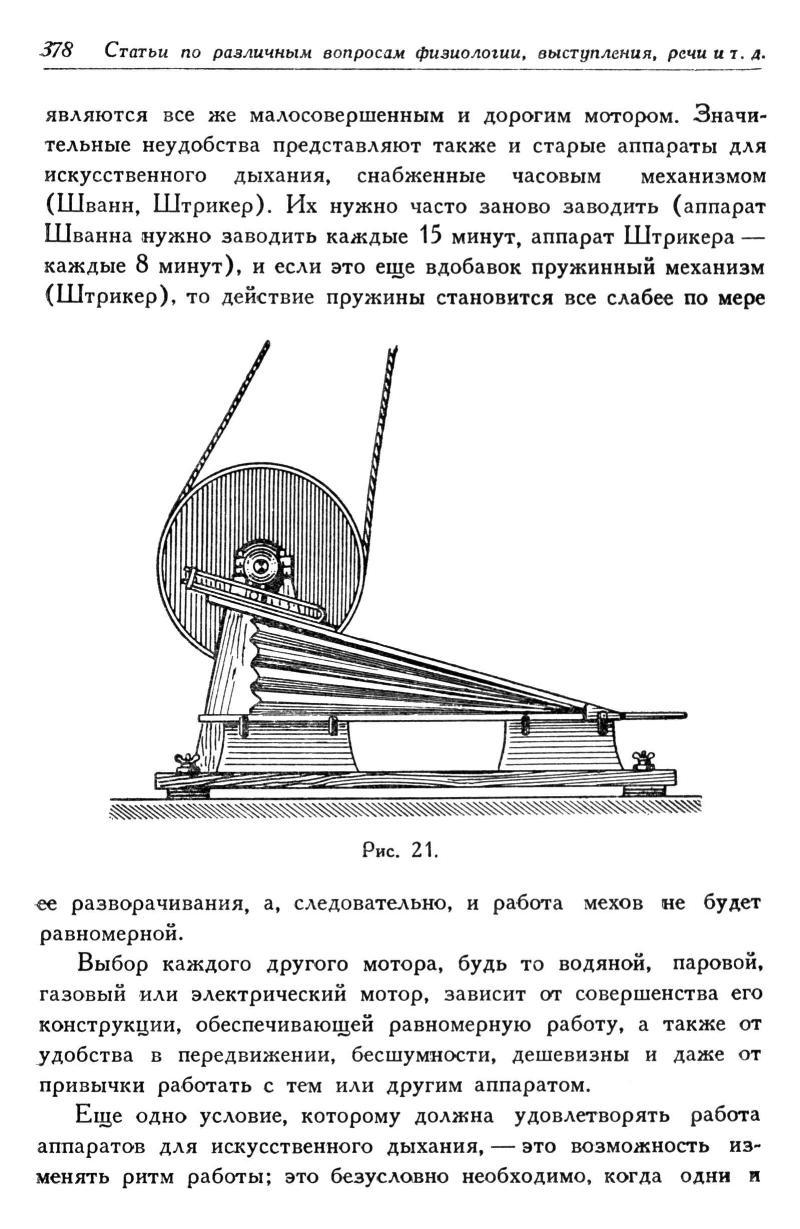 378 Статьи по различным вопросам физиологии, выступления, речи и т. д.
являются все же малосовершенным и дорогим мотором. Значи-
тельные неудобства представляют также и старые аппараты для
искусственного дыхания, снабженные часовым механизмом
(Шванн, Штрикер). Их нужно часто заново заводить (аппарат
Шванна нужно заводить каждые 15 минут, аппарат Штрикера —
каждые 8 минут), и если это еще вдобавок пружинный механизм
(Штрикер), то действие пружины становится все слабее по мере
Рис. 21.
ее разворачивания, а, следовательно, и работа мехов не будет
равномерной.
Выбор каждого другого мотора, будь то водяной, паровой,
газовый или электрический мотор, зависит от совершенства его
конструкции, обеспечивающей равномерную работу, а также от
удобства в передвижении, бесшумности, дешевизны и даже от
привычки работать с тем или другим аппаратом.
Еще одно условие, которому должна удовлетворять работа
аппаратов для искусственного дыхания, — это возможность из-
менять ритм работы; это безусловно необходимо, когда одни и